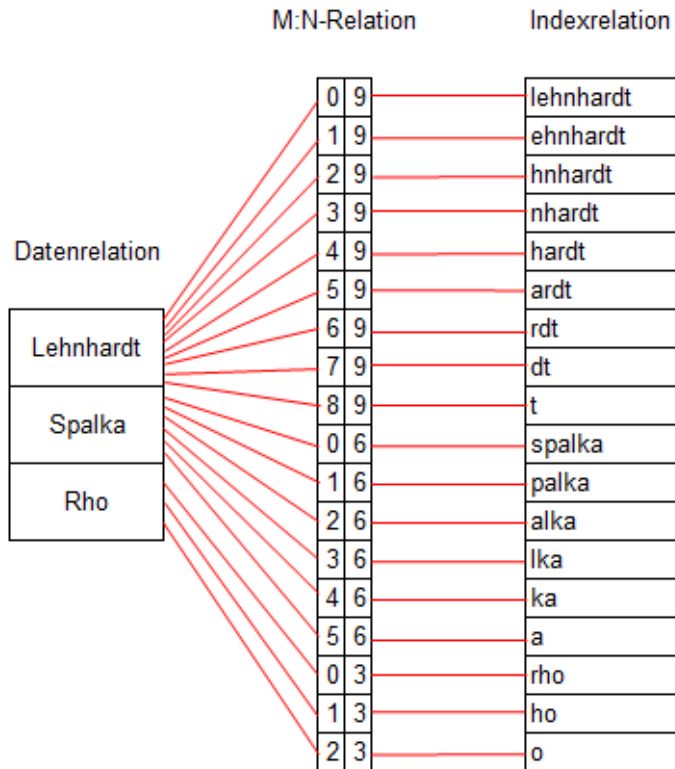 M:N-Relation Indexrelation
0 9 lehnhardt
1 9 ehnhardt
2 9 hnhardt
3 9 nhardt
Datenrelation
4 9 hardt
5 9 ardt
Lehnhardt
6 9 rdt
7 9 dt
8 9 t
Spalka
0 6 spalka
1 6 palka
Rho
2 6 alka
3 6 lka
4 6 ka
5 6 a
0 3 rho
1 3 ho
2 3 o